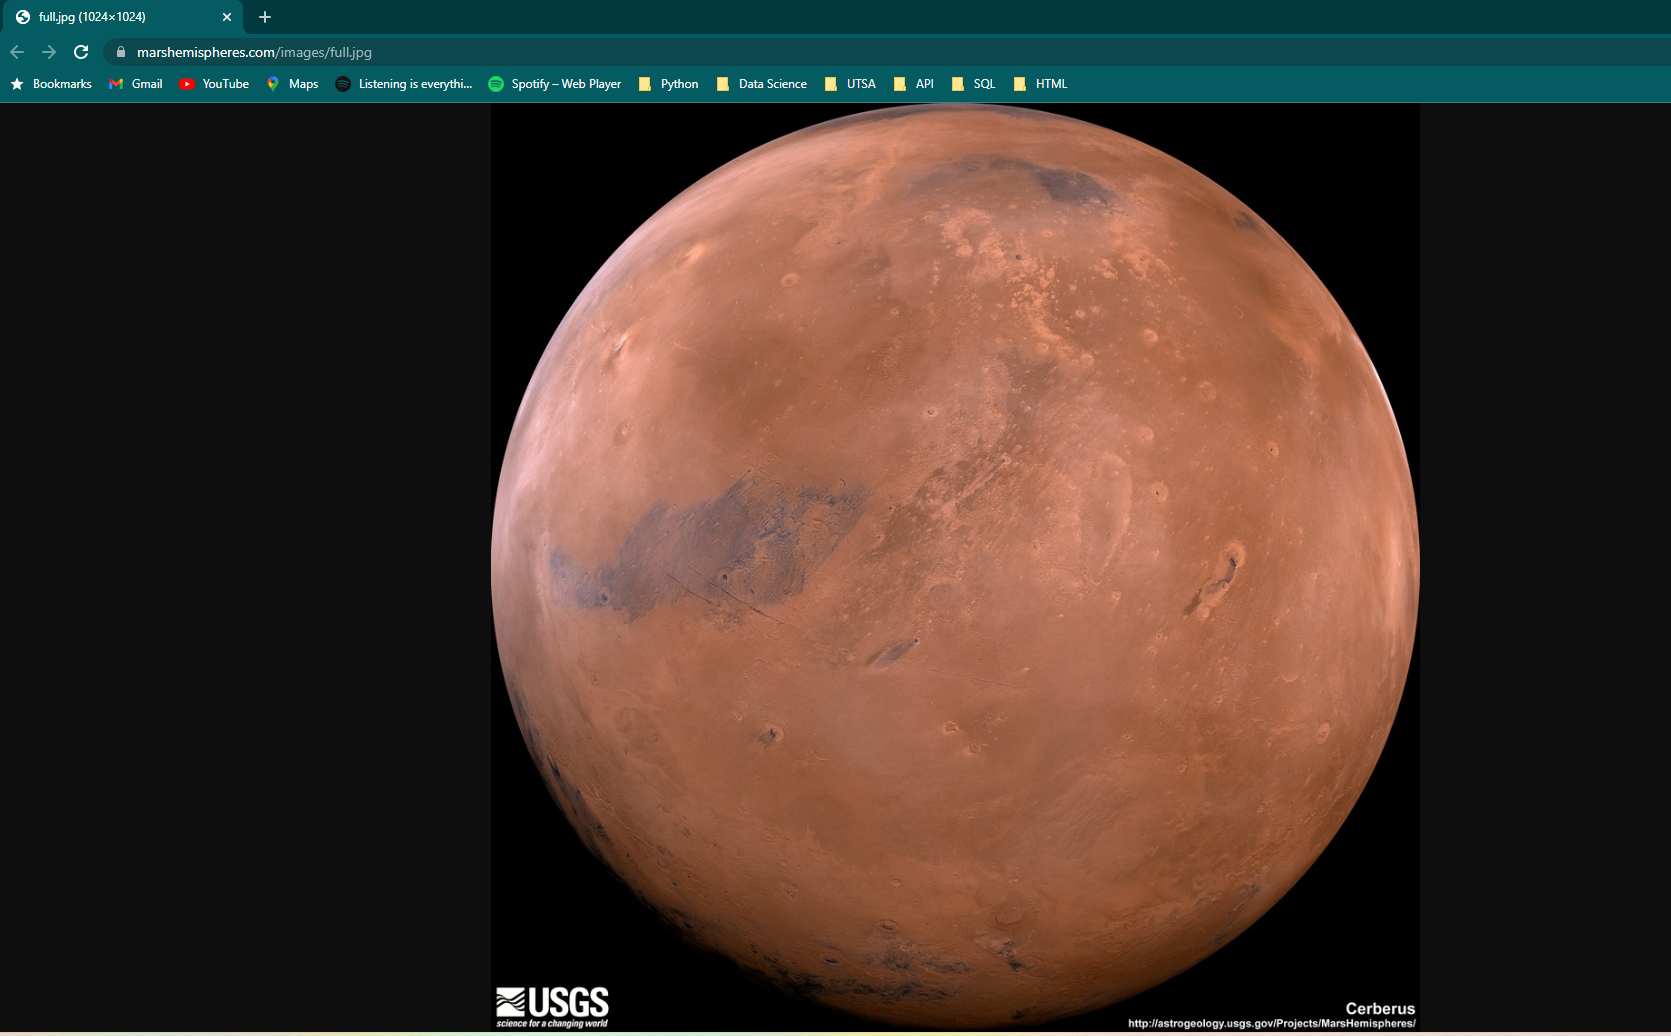 full.jpg (1024×1024)
marshemispheres.com/images/full.jpg
Bookmarks Gmail YouTube Maps Listening is everythi... Spotify – Web Player Python Data Science UTSA API SQL HTML
USGS
science for a changing world
Cerberus
http://astrogeology.usgs.gov/Projects/MarsHemispheres/